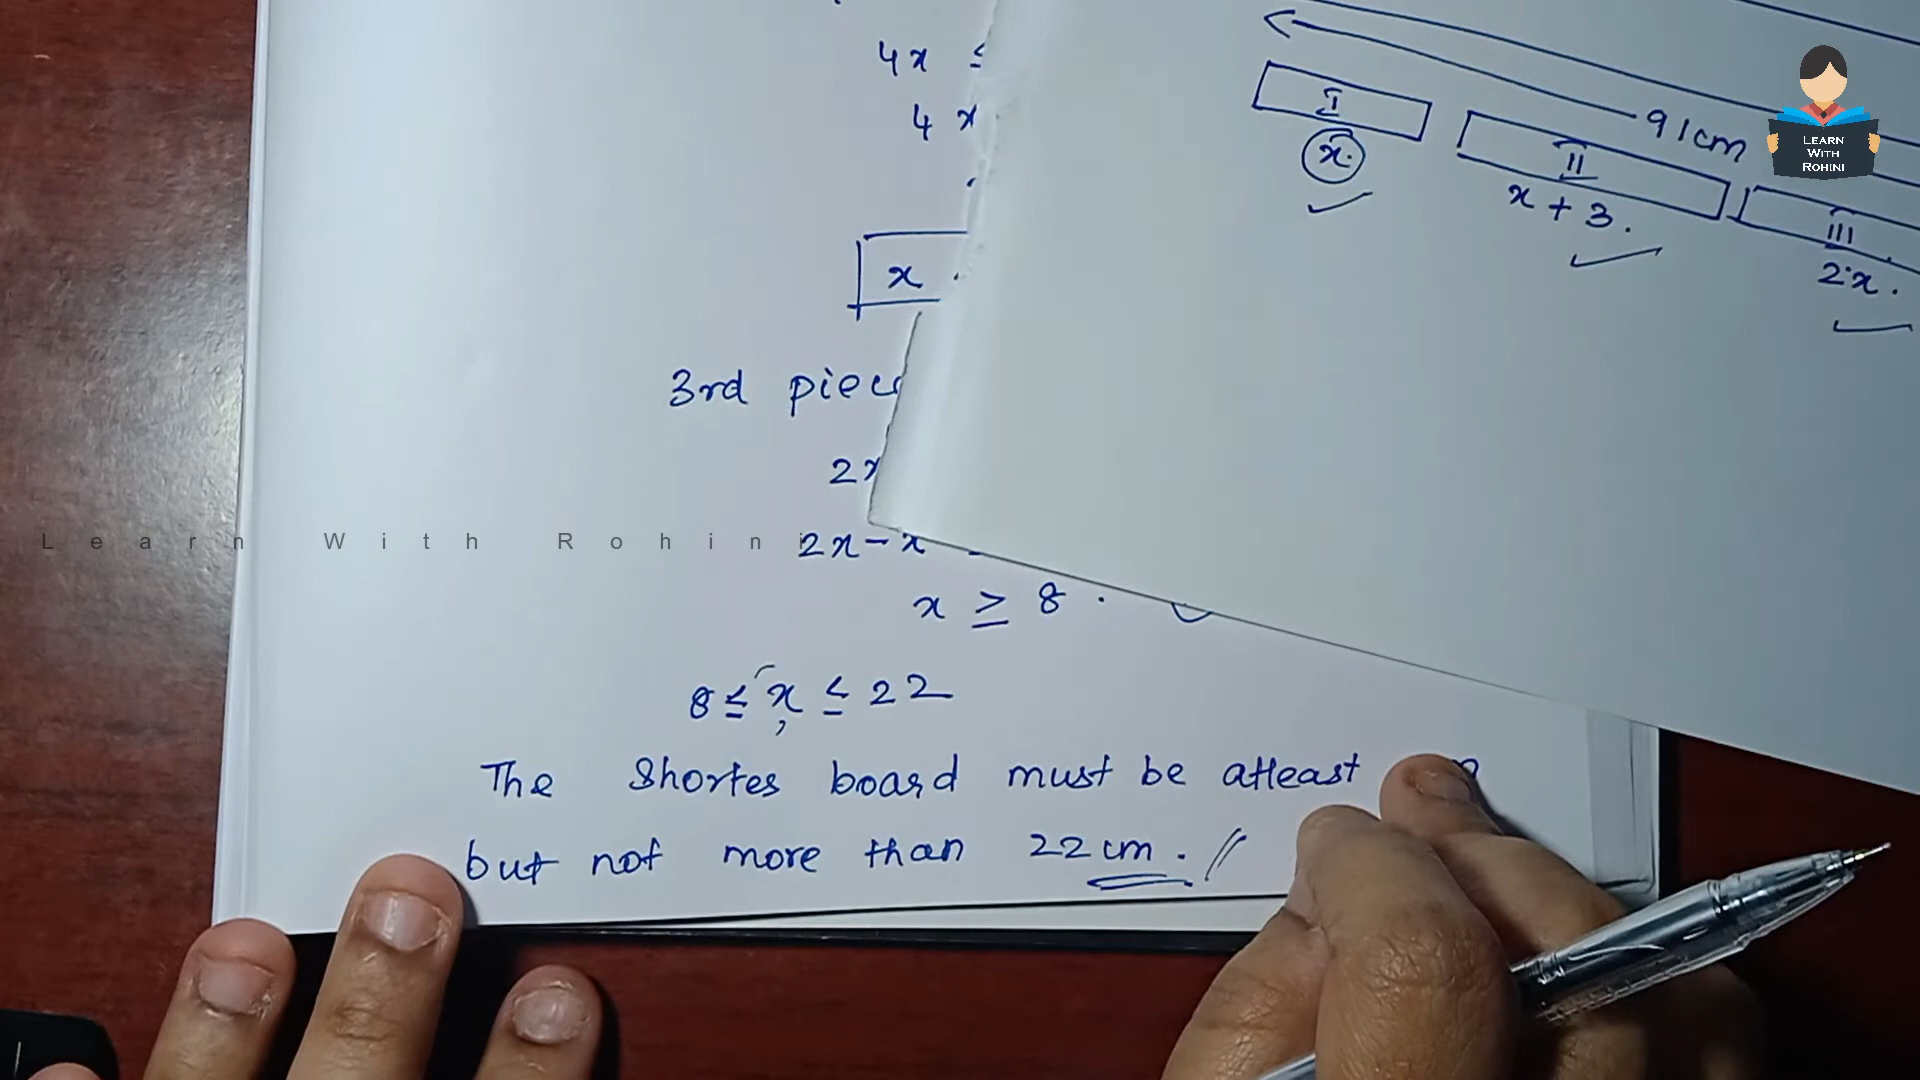 4x ≤
4x
x
3rd piece
2x
2x-x
x ≥ 8.
8 ≤ x ≤ 22
The Shortes board must be atleast
but not more than 22 cm.
91cm
I
x.
II
x + 3.
III
2x.
LEARN
WITH
ROHINI
Learn With Rohini